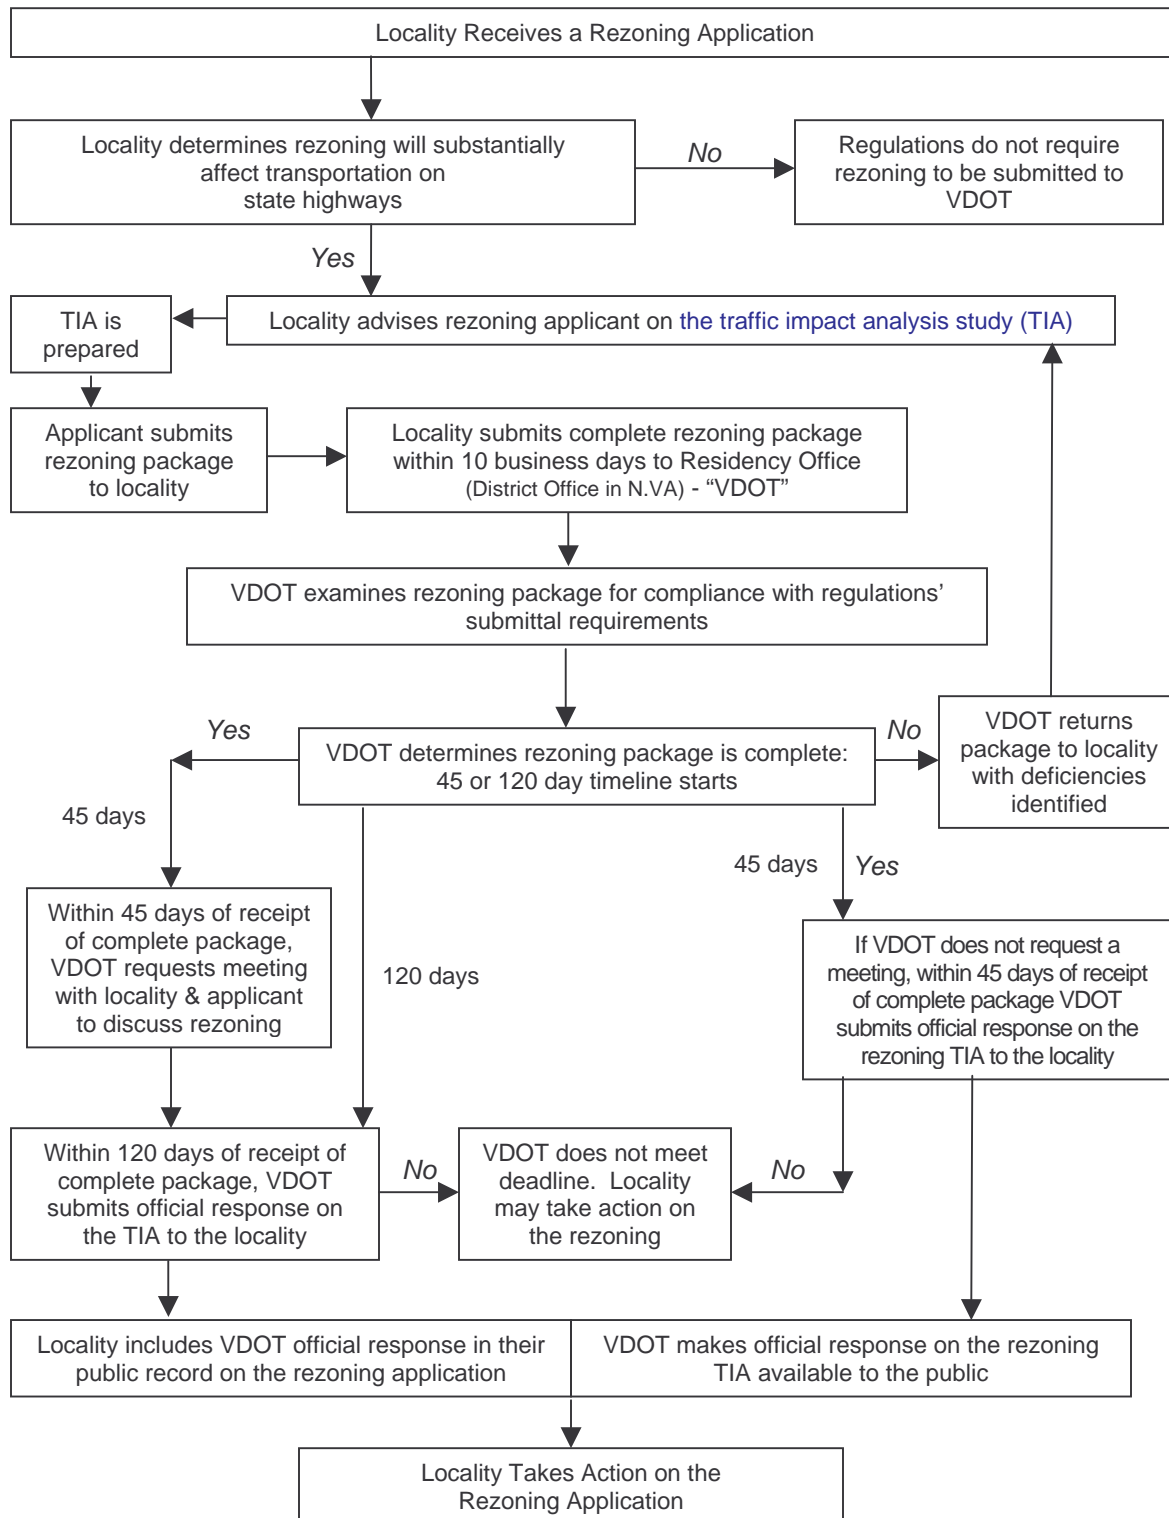 Locality Receives a Rezoning Application
Locality determines rezoning will substantially
affect transportation on
state highways
No
Regulations do not require
rezoning to be submitted to
VDOT
Yes
TIA is
prepared
Locality advises rezoning applicant on the traffic impact analysis study (TIA)
Applicant submits
rezoning package
to locality
Locality submits complete rezoning package
within 10 business days to Residency Office
(District Office in N.VA) - “VDOT”
VDOT examines rezoning package for compliance with regulations’
submittal requirements
Yes
VDOT determines rezoning package is complete:
45 or 120 day timeline starts
No
VDOT returns
package to locality
with deficiencies
identified
45 days
120 days
45 days
Yes
Within 45 days of receipt
of complete package,
VDOT requests meeting
with locality & applicant
to discuss rezoning
If VDOT does not request a
meeting, within 45 days of receipt
of complete package VDOT
submits official response on the
rezoning TIA to the locality
Within 120 days of receipt of
complete package, VDOT
submits official response on
the TIA to the locality
No
VDOT does not meet
deadline. Locality
may take action on
the rezoning
No
Locality includes VDOT official response in their
public record on the rezoning application
VDOT makes official response on the rezoning
TIA available to the public
Locality Takes Action on the
Rezoning Application